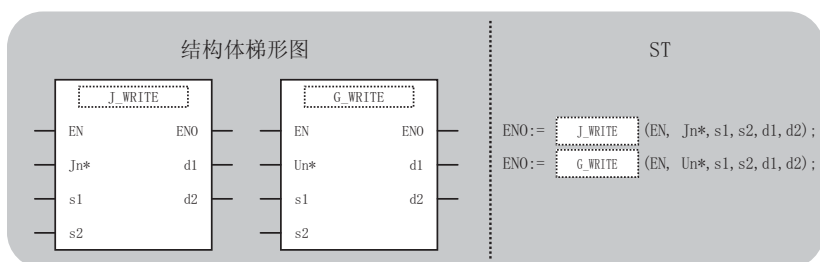 结构体梯形图
J_WRITE
EN ENO
Jn* d1
s1 d2
s2
G_WRITE
EN ENO
Un* d1
s1 d2
s2
ST
ENO:= J_WRITE (EN, Jn*,s1,s2,d1,d2);
ENO:= G_WRITE (EN, Un*,s1,s2,d1,d2);